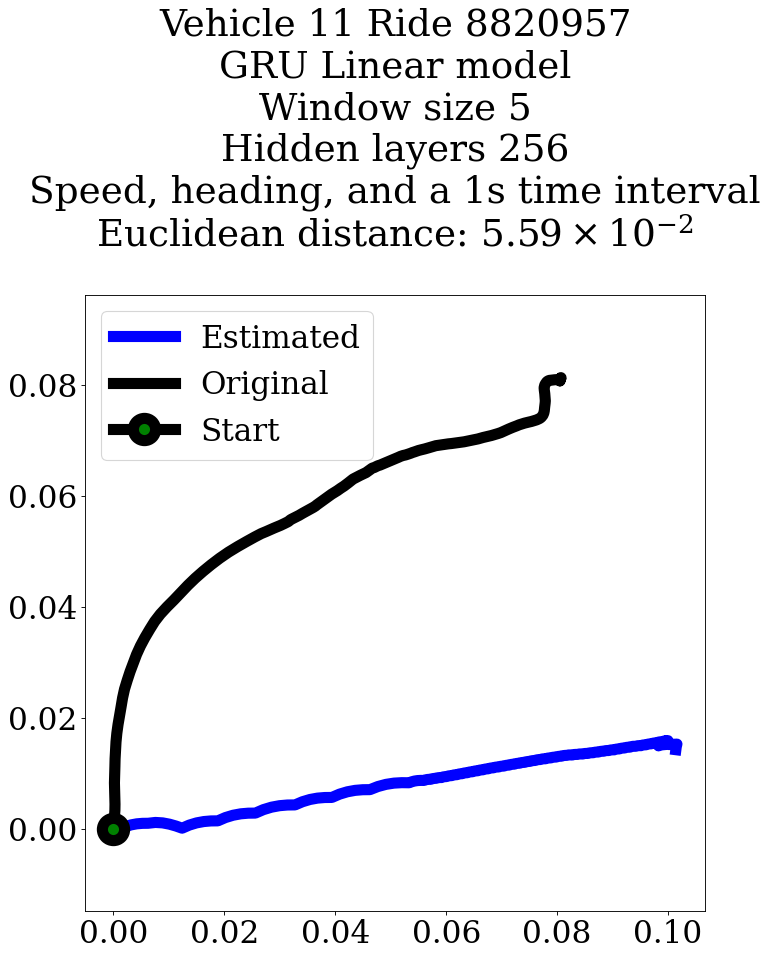 Vehicle 11 Ride 8820957
GRU Linear model
Window size 5
Hidden layers 256
Speed, heading, and a 1s time interval
Euclidean distance: 5.59 × 10⁻²
Estimated
Original
Start
0.08
0.06
0.04
0.02
0.00
0.00 0.02 0.04 0.06 0.08 0.10